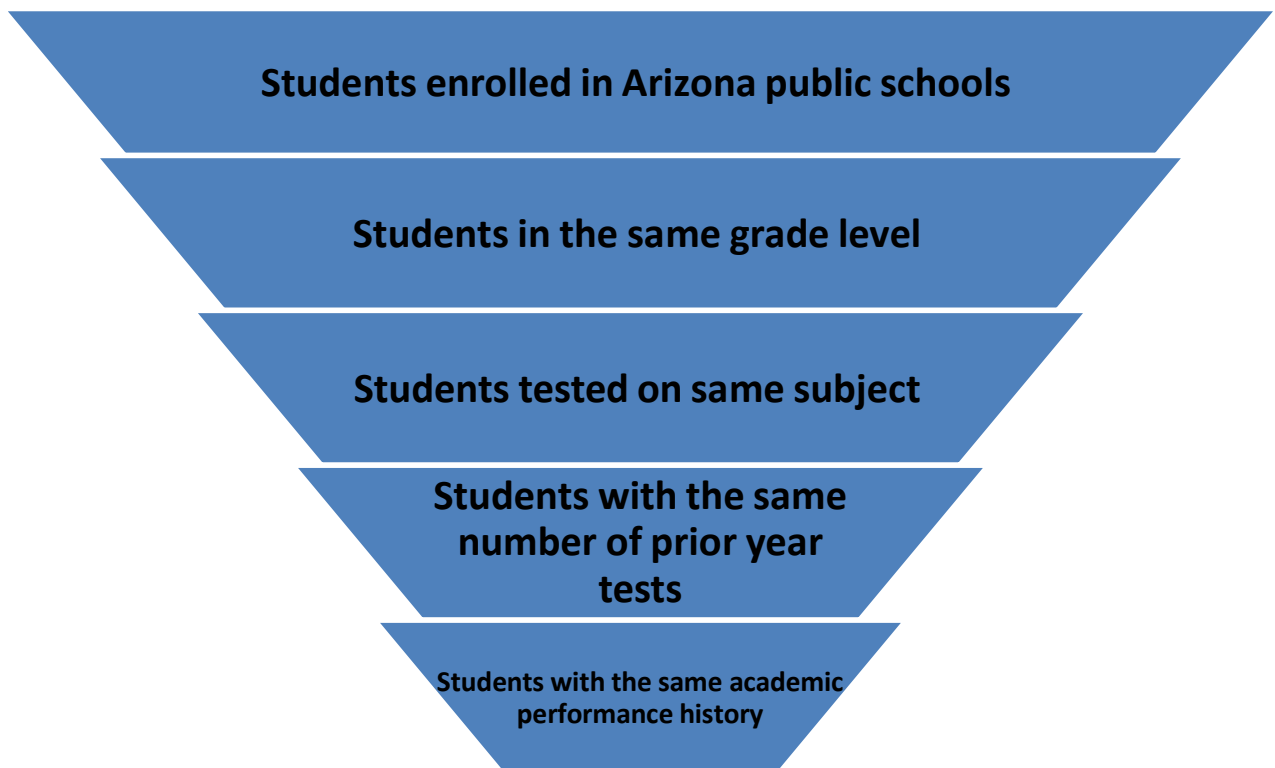 Students enrolled in Arizona public schools
Students in the same grade level
Students tested on same subject
Students with the same
number of prior year
tests
Students with the same academic
performance history